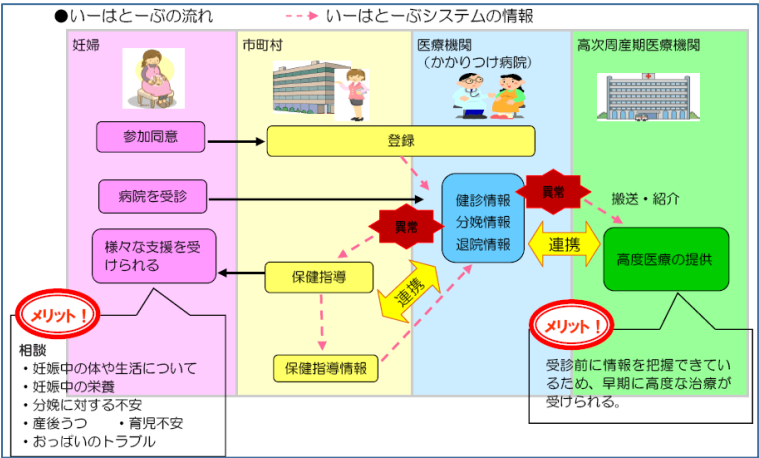 ●いーはとーぶの流れ
いーはとーぶシステムの情報
妊婦
市町村
医療機関
（かかりつけ病院）
高次周産期医療機関
参加同意
登録
病院を受診
健診情報
分娩情報
退院情報
異常
搬送・紹介
異常
様々な支援を受
けられる
保健指導
連携
連携
高度医療の提供
保健指導情報
メリット！
相談
・妊娠中の体や生活について
・妊娠中の栄養
・分娩に対する不安
・産後うつ　・育児不安
・おっぱいのトラブル
メリット！
受診前に情報を把握できてい
るため、早期に高度な治療が
受けられる。